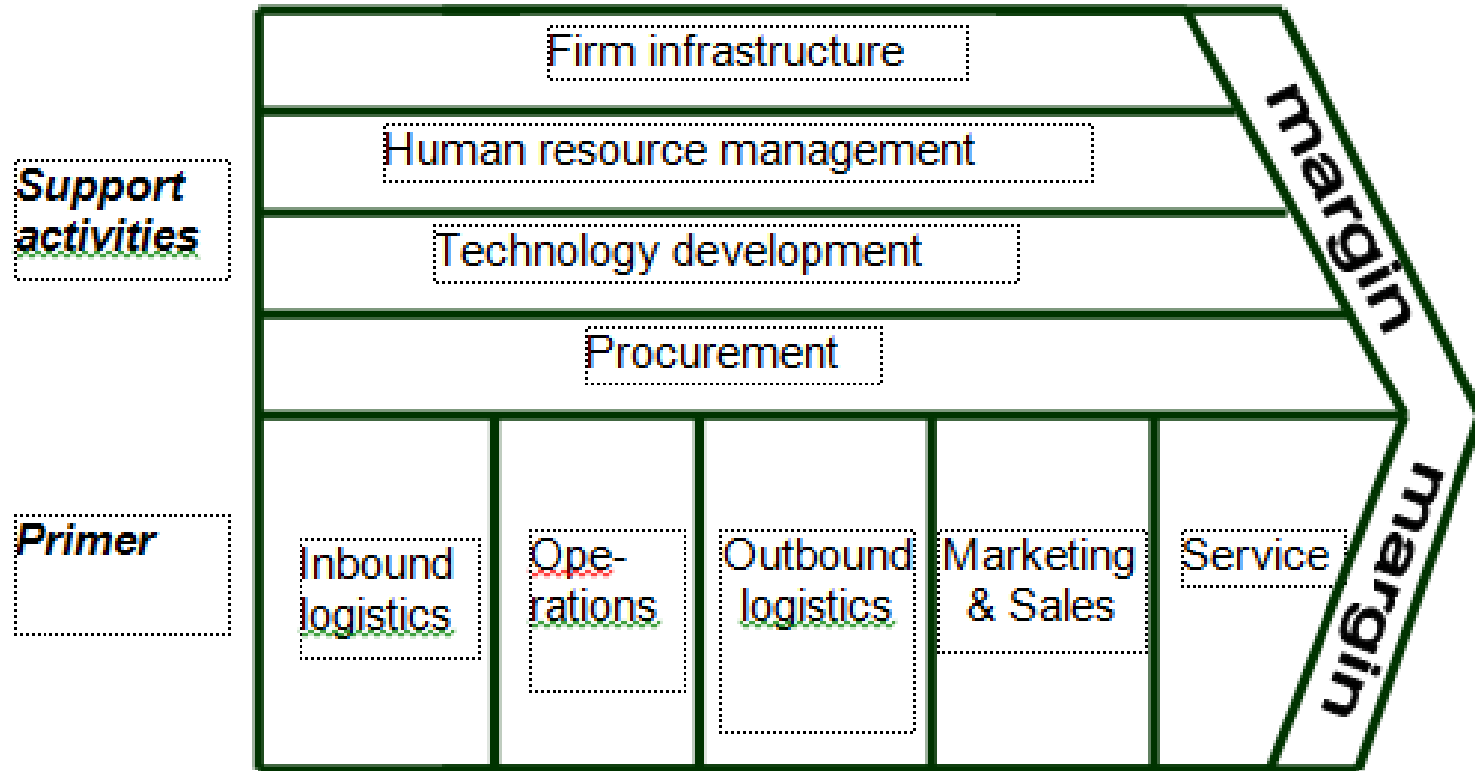 Firm infrastructure
Human resource management
Support
activities
Technology development
Procurement
margin
Primer
Inbound
logistics
Ope-
rations
Outbound
logistics
Marketing
& Sales
Service
margin